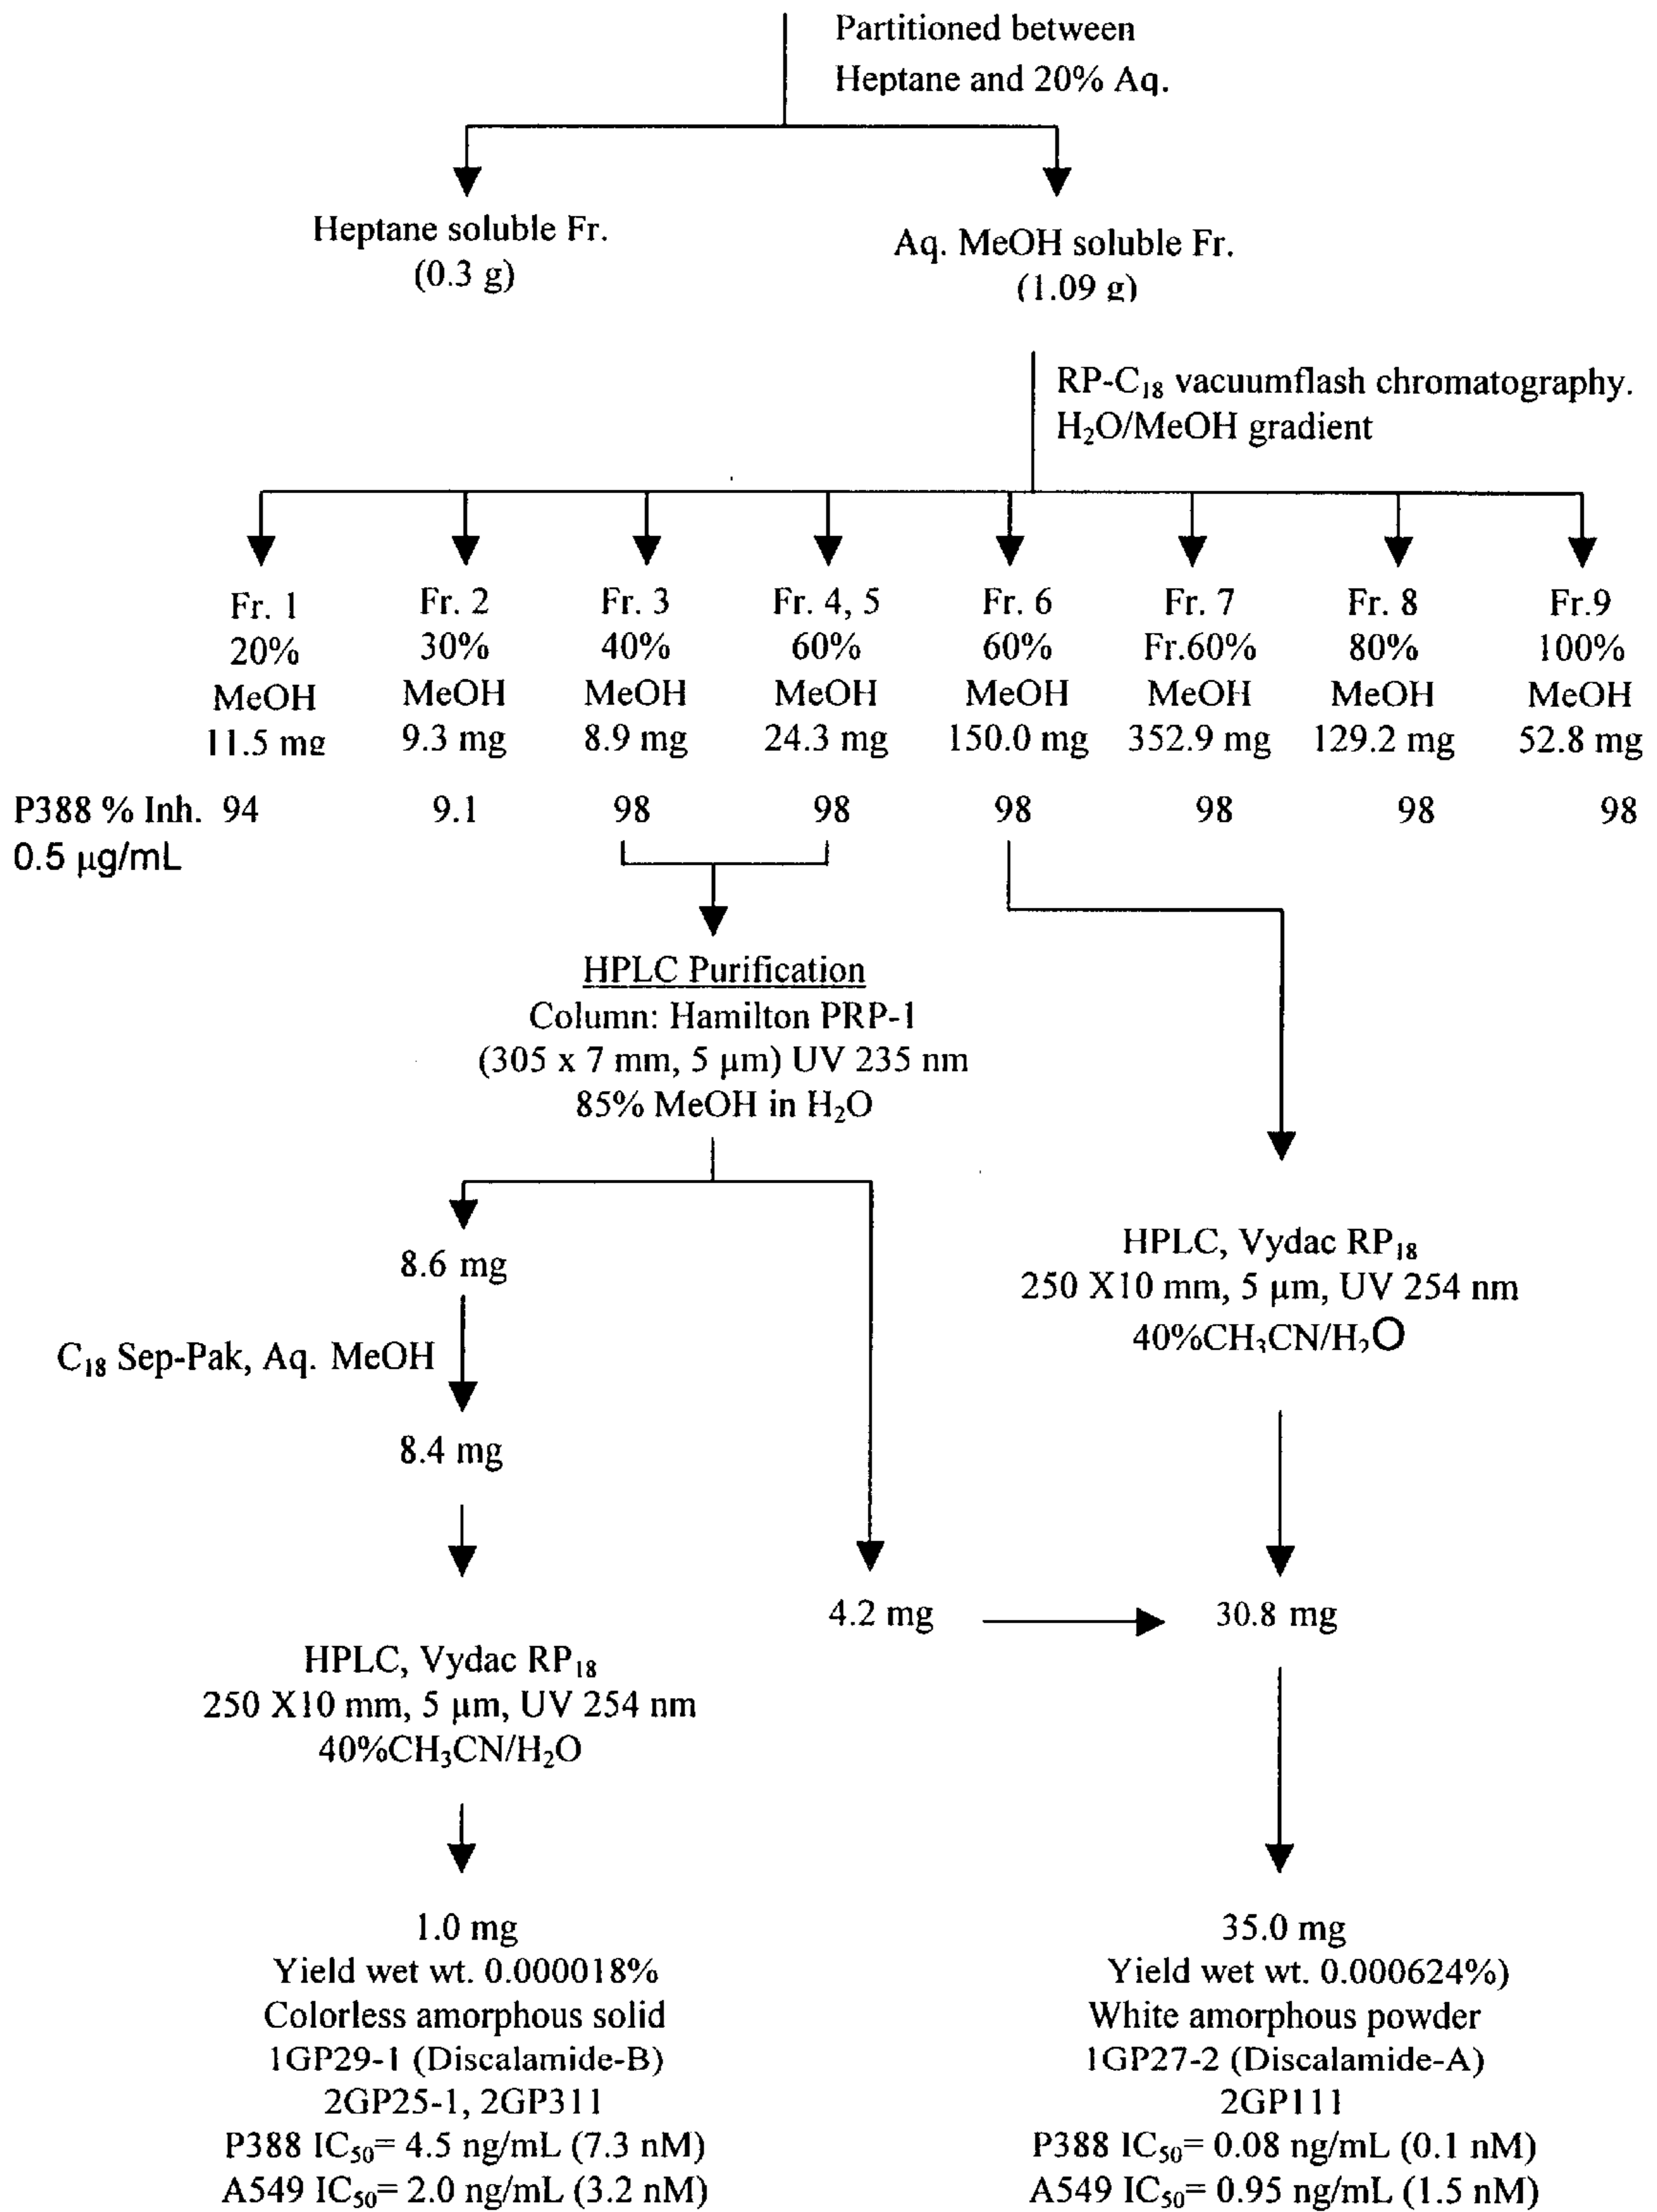 Partitioned between
Heptane and 20% Aq.
Heptane soluble Fr.
(0.3 g)
Aq. MeOH soluble Fr.
(1.09 g)
RP-C₁₈ vacuumflash chromatography.
H₂O/MeOH gradient
Fr. 1
20%
MeOH
11.5 mg
Fr. 2
30%
MeOH
9.3 mg
Fr. 3
40%
MeOH
8.9 mg
Fr. 4, 5
60%
MeOH
24.3 mg
Fr. 6
60%
MeOH
150.0 mg
Fr. 7
Fr.60%
MeOH
352.9 mg
Fr. 8
80%
MeOH
129.2 mg
Fr.9
100%
MeOH
52.8 mg
P388 % Inh. 94 9.1 98 98 98 98 98 98
0.5 µg/mL
HPLC Purification
Column: Hamilton PRP-1
(305 x 7 mm, 5 µm) UV 235 nm
85% MeOH in H₂O
8.6 mg
C₁₈ Sep-Pak, Aq. MeOH
8.4 mg
HPLC, Vydac RP₁₈
250 X10 mm, 5 µm, UV 254 nm
40%CH₃CN/H₂O
4.2 mg
30.8 mg
HPLC, Vydac RP₁₈
250 X10 mm, 5 µm, UV 254 nm
40%CH₃CN/H₂O
1.0 mg
Yield wet wt. 0.000018%
Colorless amorphous solid
1GP29-1 (Discalamide-B)
2GP25-1, 2GP311
P388 IC₅₀= 4.5 ng/mL (7.3 nM)
A549 IC₅₀= 2.0 ng/mL (3.2 nM)
35.0 mg
Yield wet wt. 0.000624%)
White amorphous powder
1GP27-2 (Discalamide-A)
2GP111
P388 IC₅₀= 0.08 ng/mL (0.1 nM)
A549 IC₅₀= 0.95 ng/mL (1.5 nM)